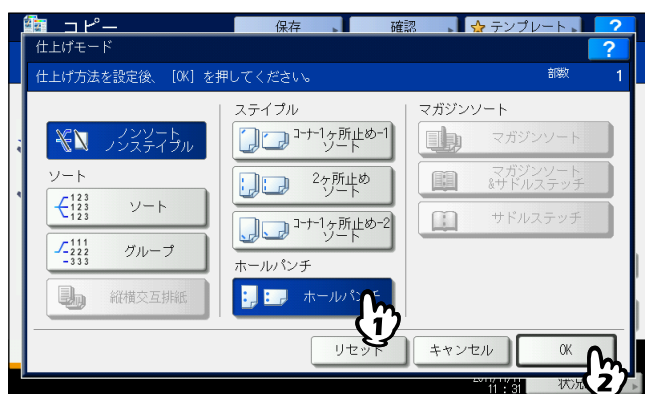 コピー
保存
確認
テンプレート
?
仕上げモード
?
仕上げ方法を設定後、 [OK] を押してください。
部数 1
ノンソート
ノンステイプル
ソート
123
123
123
ソート
111
222
333
グループ
縦横交互排紙
ステイプル
コーナー1ヶ所止め-1
ソート
2ヶ所止め
ソート
コーナー1ヶ所止め-2
ソート
ホールパンチ
ホールパンチ
1
マガジンソート
マガジンソート
マガジンソート
&サドルステッチ
サドルステッチ
リセット
キャンセル
OK
2
11:31
状況